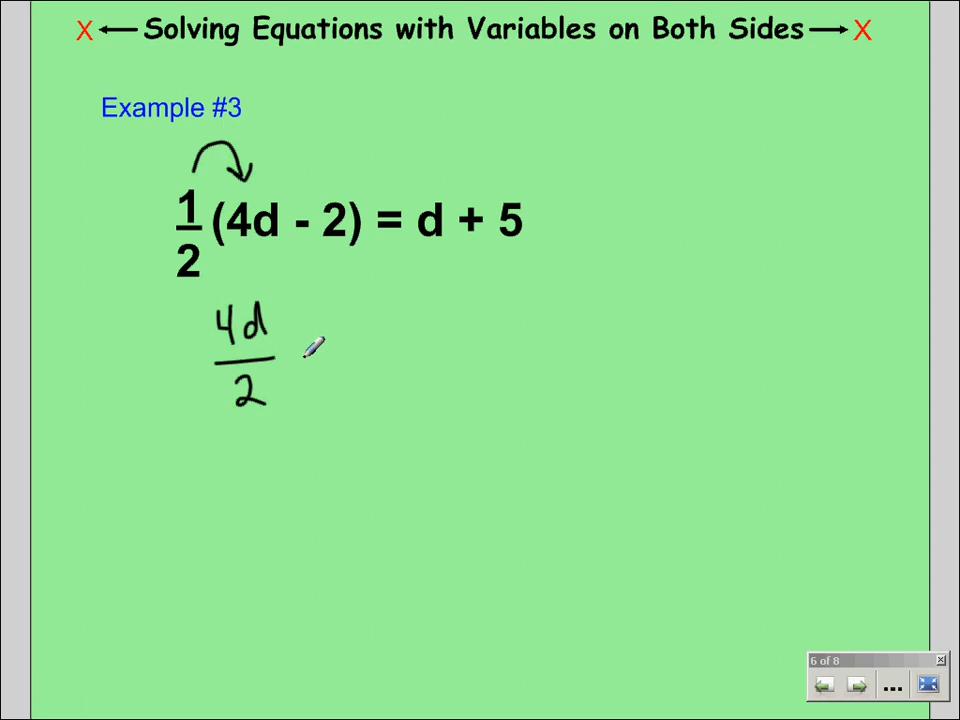 X ← Solving Equations with Variables on Both Sides → X
Example #3
1/2 (4d - 2) = d + 5
4d/2
6 of 8
...